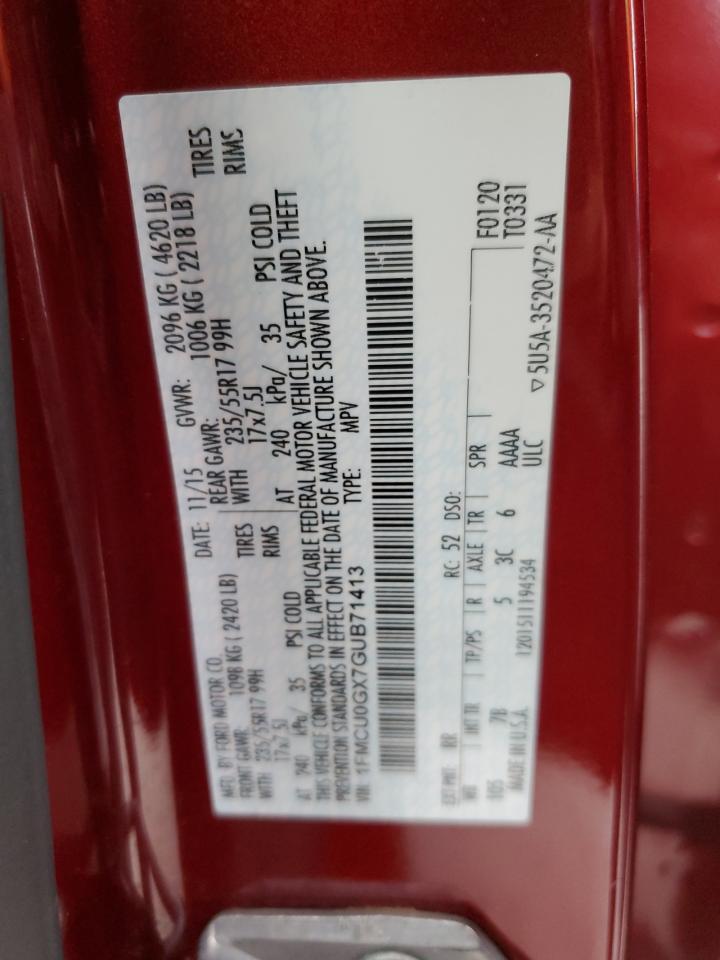 MFD. BY FORD MOTOR CO. DATE: 11/15 GVWR: 2096 KG ( 4620 LB)
FRONT GAWR: 1098 KG ( 2420 LB) REAR GAWR: 1006 KG ( 2218 LB)
WITH 235/55R17 99H TIRES WITH 235/55R17 99H TIRES
17x7.5J RIMS 17x7.5J RIMS
AT 240 kPa/ 35 PSI COLD AT 240 kPa/ 35 PSI COLD
THIS VEHICLE CONFORMS TO ALL APPLICABLE FEDERAL MOTOR VEHICLE SAFETY AND THEFT
PREVENTION STANDARDS IN EFFECT ON THE DATE OF MANUFACTURE SHOWN ABOVE.
VIN: 1FMCU0GX7GUB71413 TYPE: MPV
EXT PNT: RR RC: 52 DSO: F0120
WB INT TR TP/PS R AXLE TR SPR T0331
105 7B 5 3C 6 AAAA
MADE IN U.S.A. 1201511194534 ULC ▽5U5A-3520472-AA